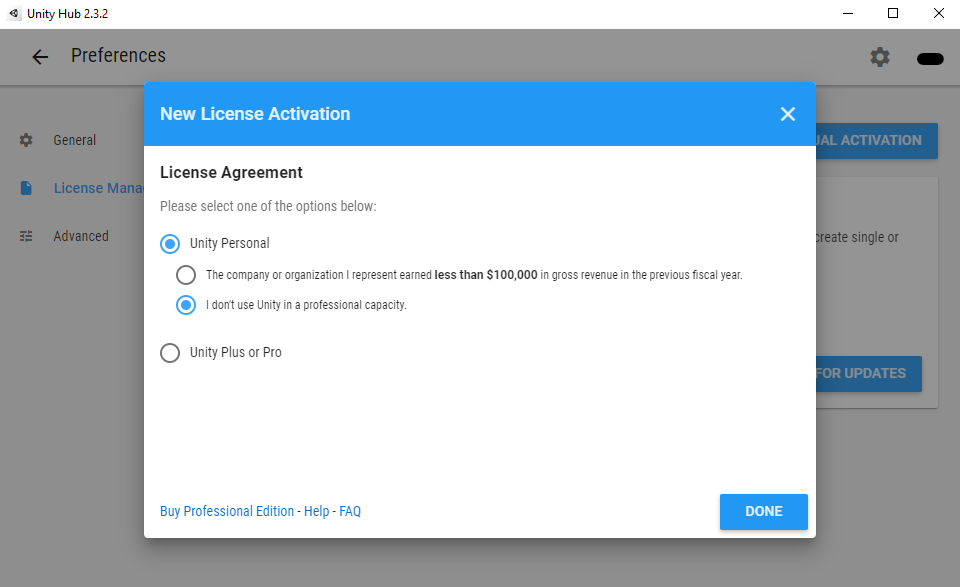 Unity Hub 2.3.2
Preferences
New License Activation
General
License Mana
Advanced
UAL ACTIVATION
create single or
FOR UPDATES
License Agreement
Please select one of the options below:
Unity Personal
The company or organization I represent earned less than $100,000 in gross revenue in the previous fiscal year.
I don't use Unity in a professional capacity.
Unity Plus or Pro
Buy Professional Edition - Help - FAQ
DONE